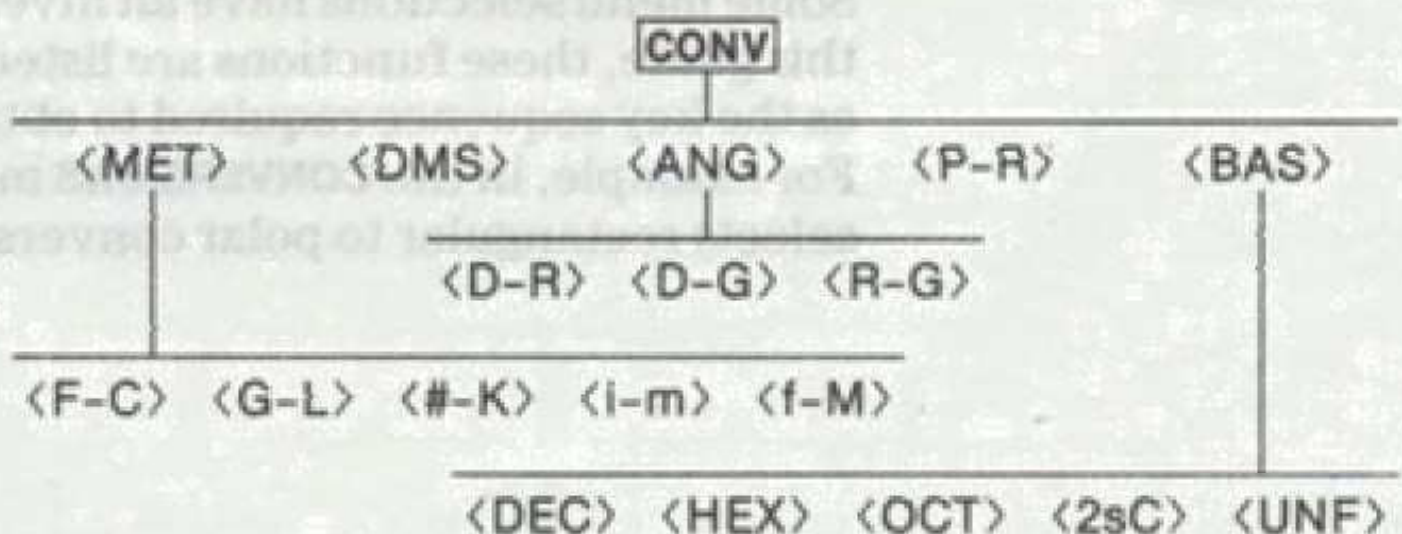 CONV
<MET> <DMS> <ANG> <P-R> <BAS>
<D-R> <D-G> <R-G>
<F-C> <G-L> <#-K> <i-m> <f-M>
<DEC> <HEX> <OCT> <2sC> <UNF>